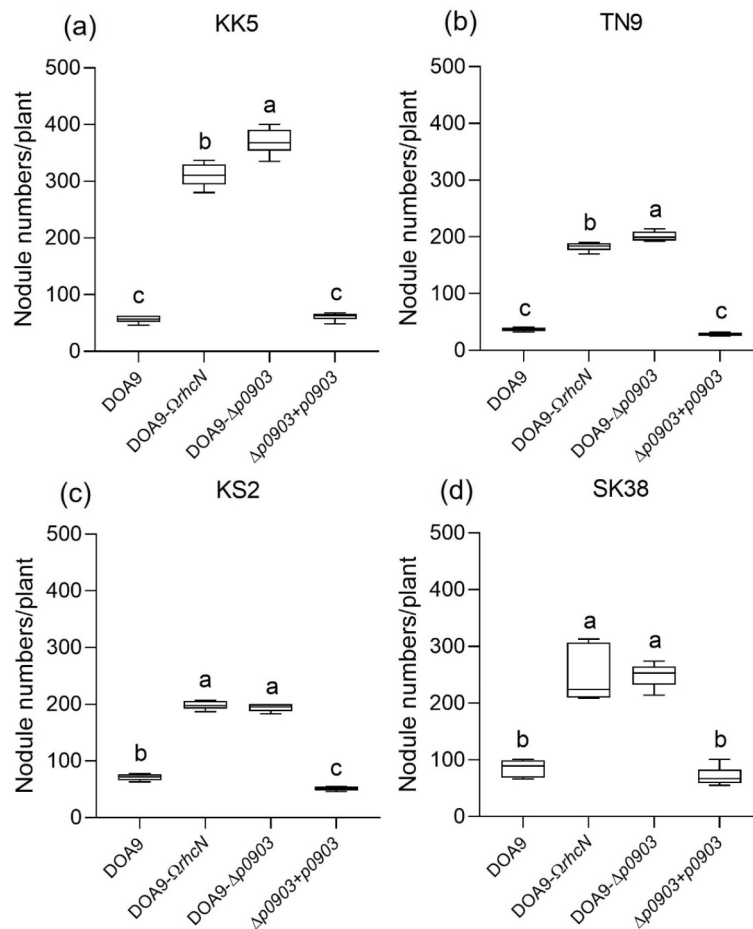 (a) KK5
Nodule numbers/plant
500
400
300
200
100
0
c
b
a
c
DOA9
DOA9-ΩrhcN
DOA9-Δp0903
Δp0903+p0903
(b) TN9
Nodule numbers/plant
500
400
300
200
100
0
c
b
a
c
DOA9
DOA9-ΩrhcN
DOA9-Δp0903
Δp0903+p0903
(c) KS2
Nodule numbers/plant
500
400
300
200
100
0
b
a
a
c
DOA9
DOA9-ΩrhcN
DOA9-Δp0903
Δp0903+p0903
(d) SK38
Nodule numbers/plant
500
400
300
200
100
0
b
a
a
b
DOA9
DOA9-ΩrhcN
DOA9-Δp0903
Δp0903+p0903